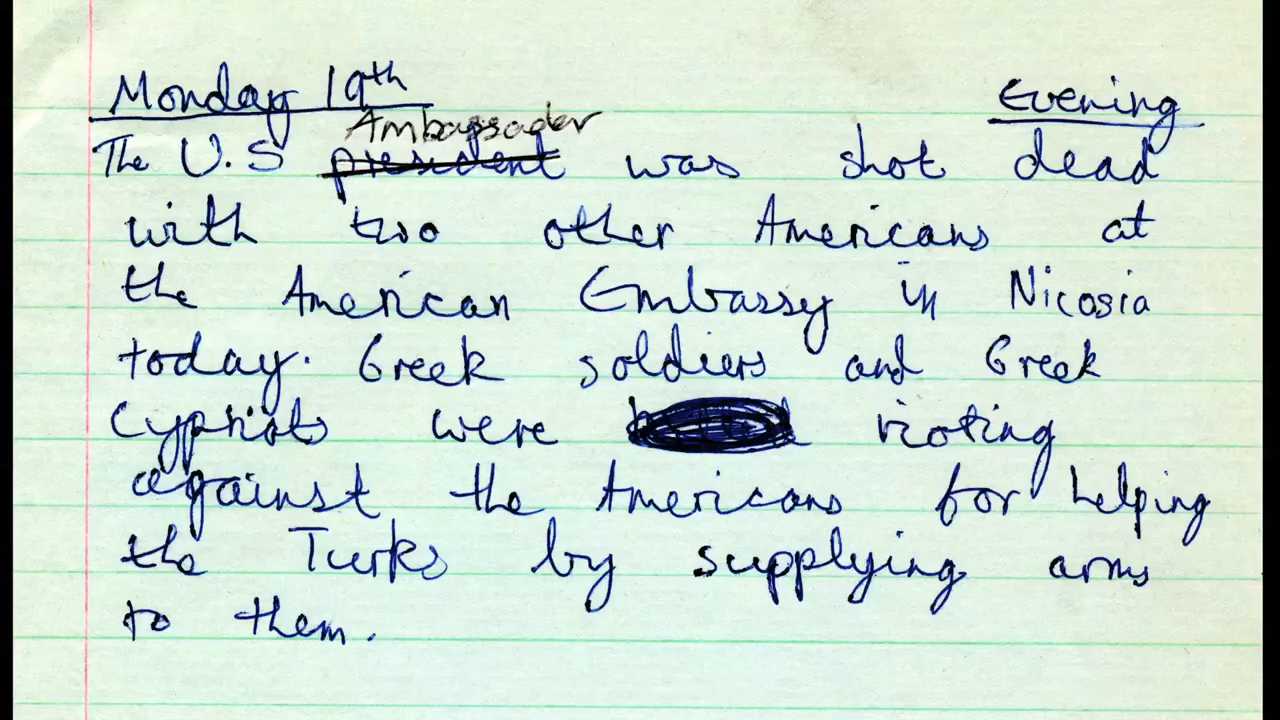 Monday 19th Evening
Ambassader
The U.S president was shot dead
with two other Americans at
the American Embassy in Nicosia
today. Greek soldiers and Greek
Cypriots were rioting
against the Americans for helping
the Turks by supplying arms
to them.